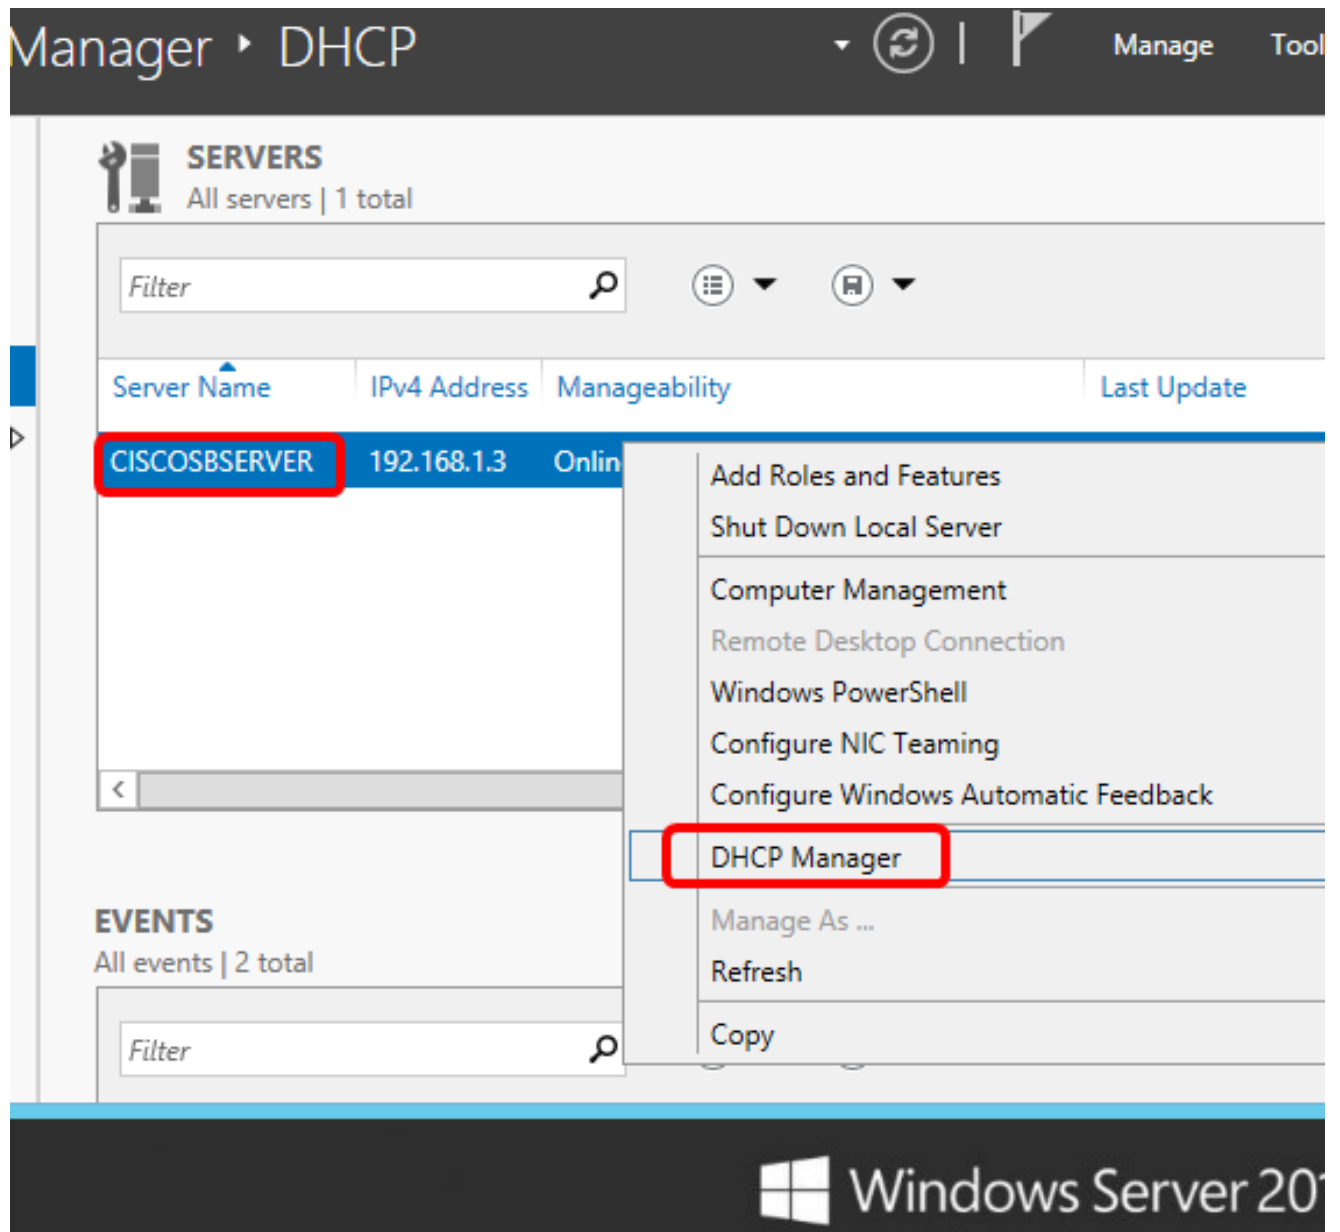 Manager ‣ DHCP
Manage
Tool
SERVERS
All servers | 1 total
Filter
Server Name IPv4 Address Manageability Last Update
CISCOSBSERVER 192.168.1.3 Onlin
Add Roles and Features
Shut Down Local Server
Computer Management
Remote Desktop Connection
Windows PowerShell
Configure NIC Teaming
Configure Windows Automatic Feedback
DHCP Manager
Manage As ...
Refresh
Copy
EVENTS
All events | 2 total
Filter
Windows Server 201